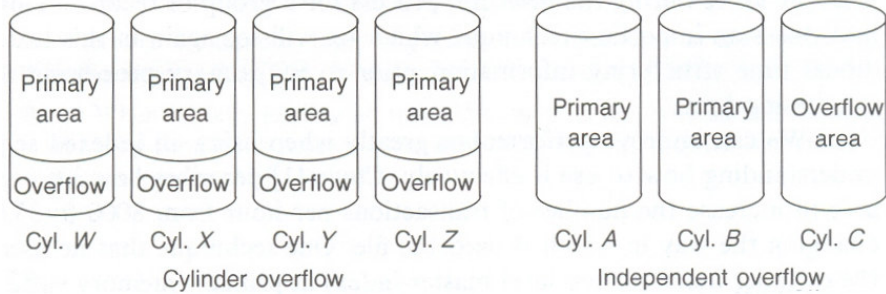 Primary area
Primary area
Primary area
Primary area
Primary area
Primary area
Overflow area
Overflow
Overflow
Overflow
Overflow
Cyl. W
Cyl. X
Cyl. Y
Cyl. Z
Cyl. A
Cyl. B
Cyl. C
Cylinder overflow
Independent overflow